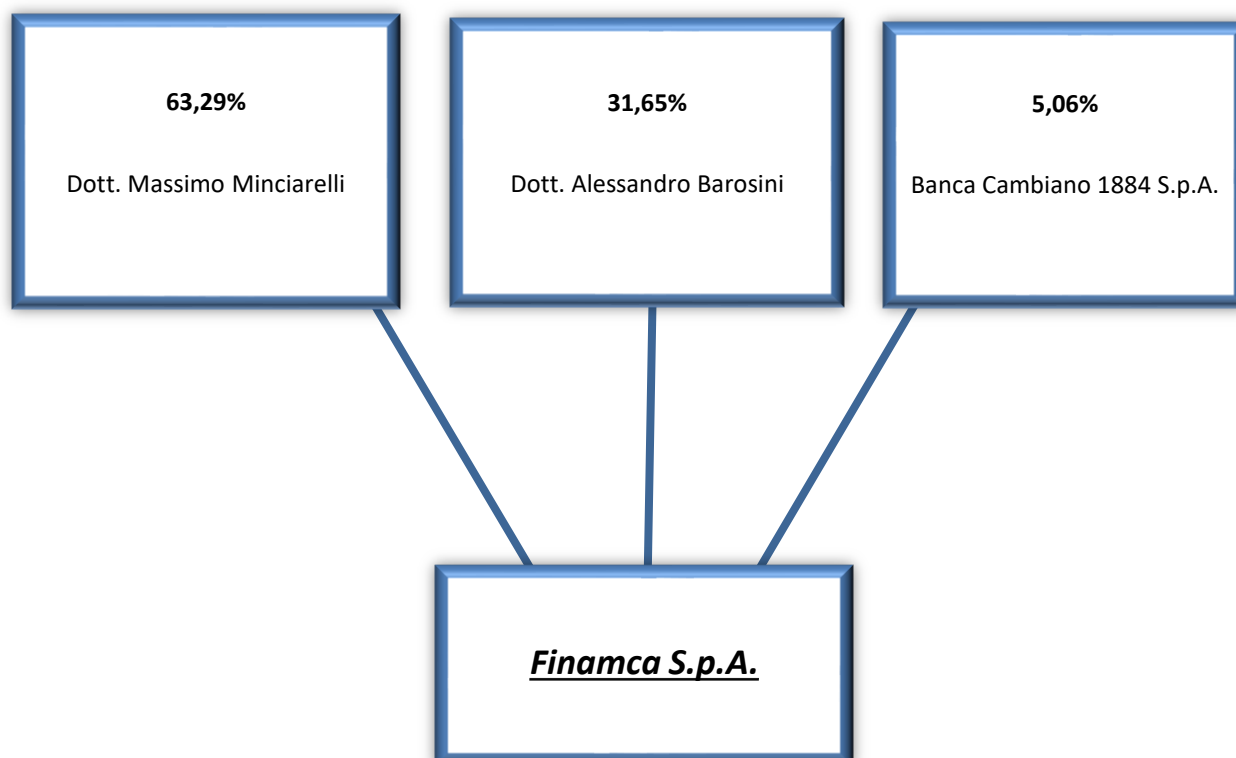 63,29%
Dott. Massimo Minciarelli
31,65%
Dott. Alessandro Barosini
5,06%
Banca Cambiano 1884 S.p.A.
Finamca S.p.A.